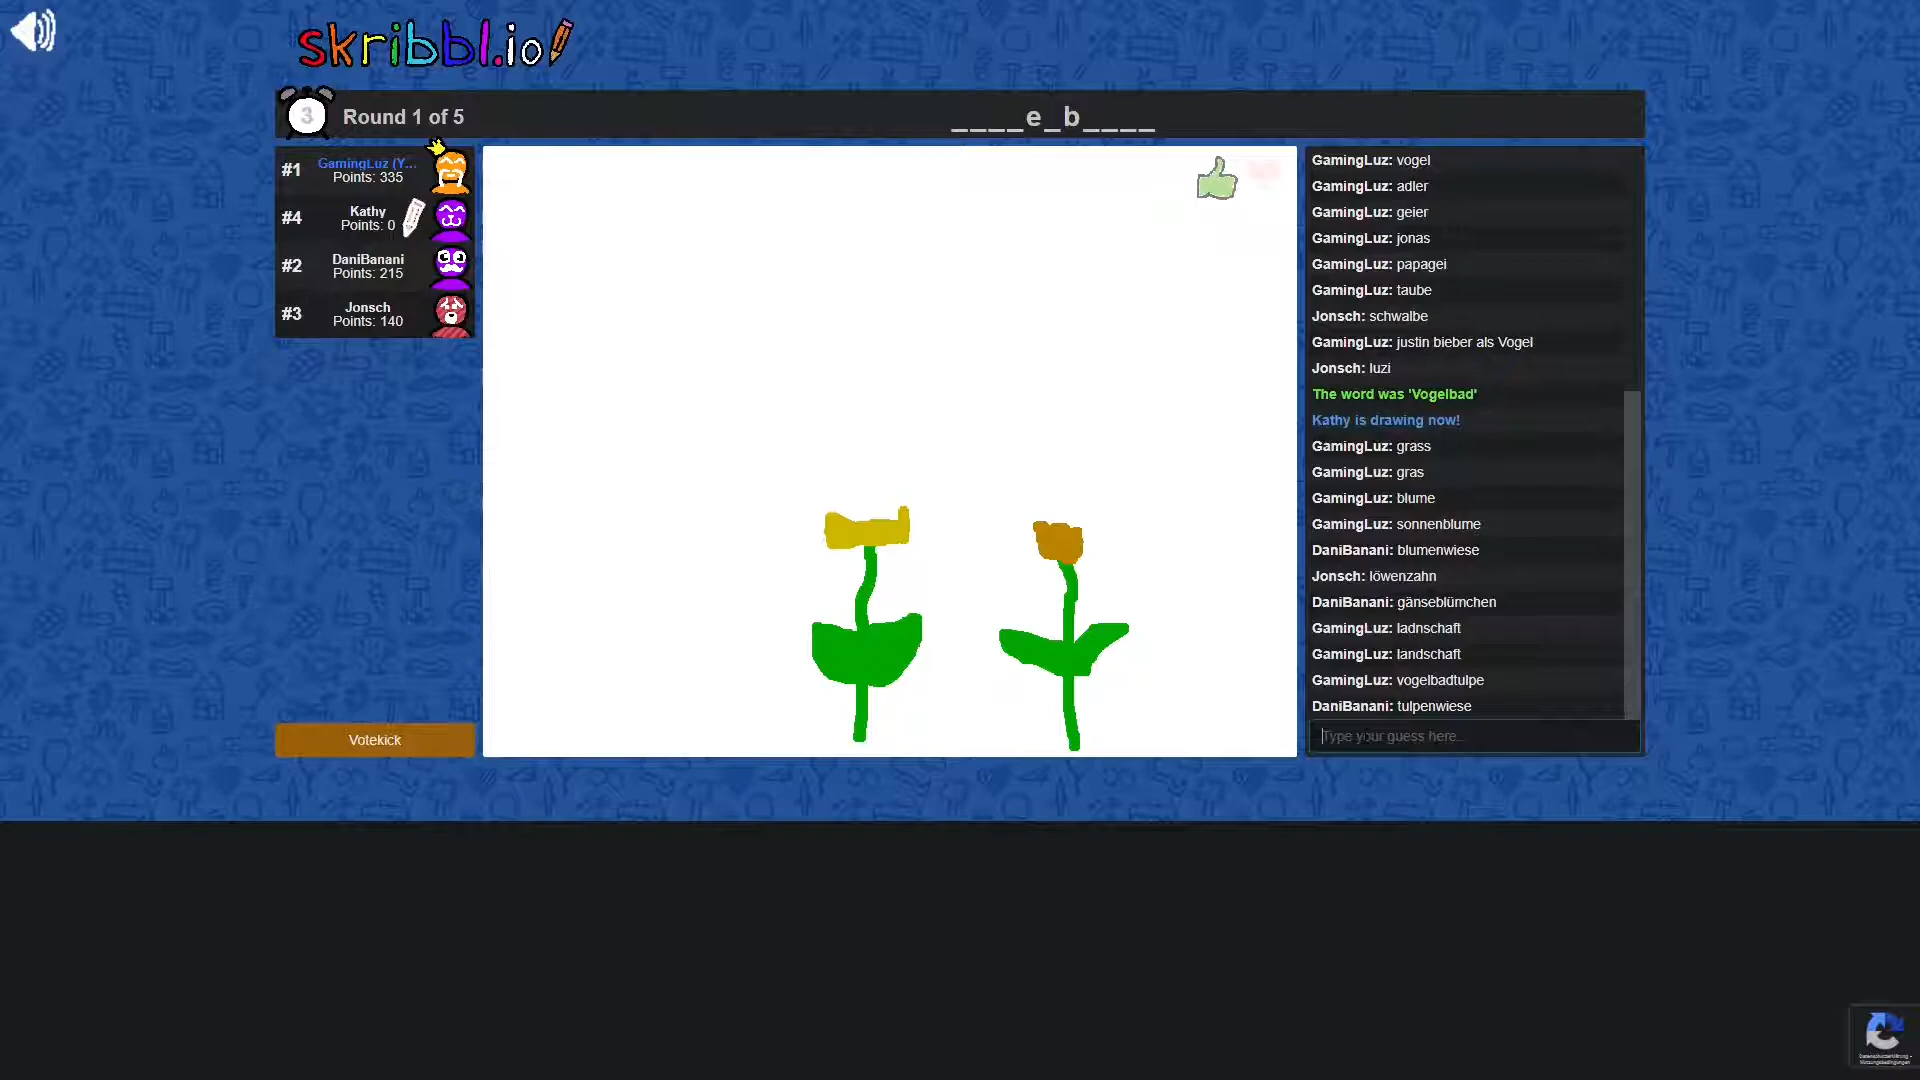 skribbl.io
3
Round 1 of 5
____e_b____
#1
GamingLuz (Y...
Points: 335
#4
Kathy
Points: 0
#2
DaniBanani
Points: 215
#3
Jonsch
Points: 140
Votekick
GamingLuz: vogel
GamingLuz: adler
GamingLuz: geier
GamingLuz: jonas
GamingLuz: papagei
GamingLuz: taube
Jonsch: schwalbe
GamingLuz: justin bieber als Vogel
Jonsch: luzi
The word was 'Vogelbad'
Kathy is drawing now!
GamingLuz: grass
GamingLuz: gras
GamingLuz: blume
GamingLuz: sonnenblume
DaniBanani: blumenwiese
Jonsch: löwenzahn
DaniBanani: gänseblümchen
GamingLuz: ladnschaft
GamingLuz: landschaft
GamingLuz: vogelbadtulpe
DaniBanani: tulpenwiese
Type your guess here...
Datenschutzerklärung -
Nutzungsbedingungen